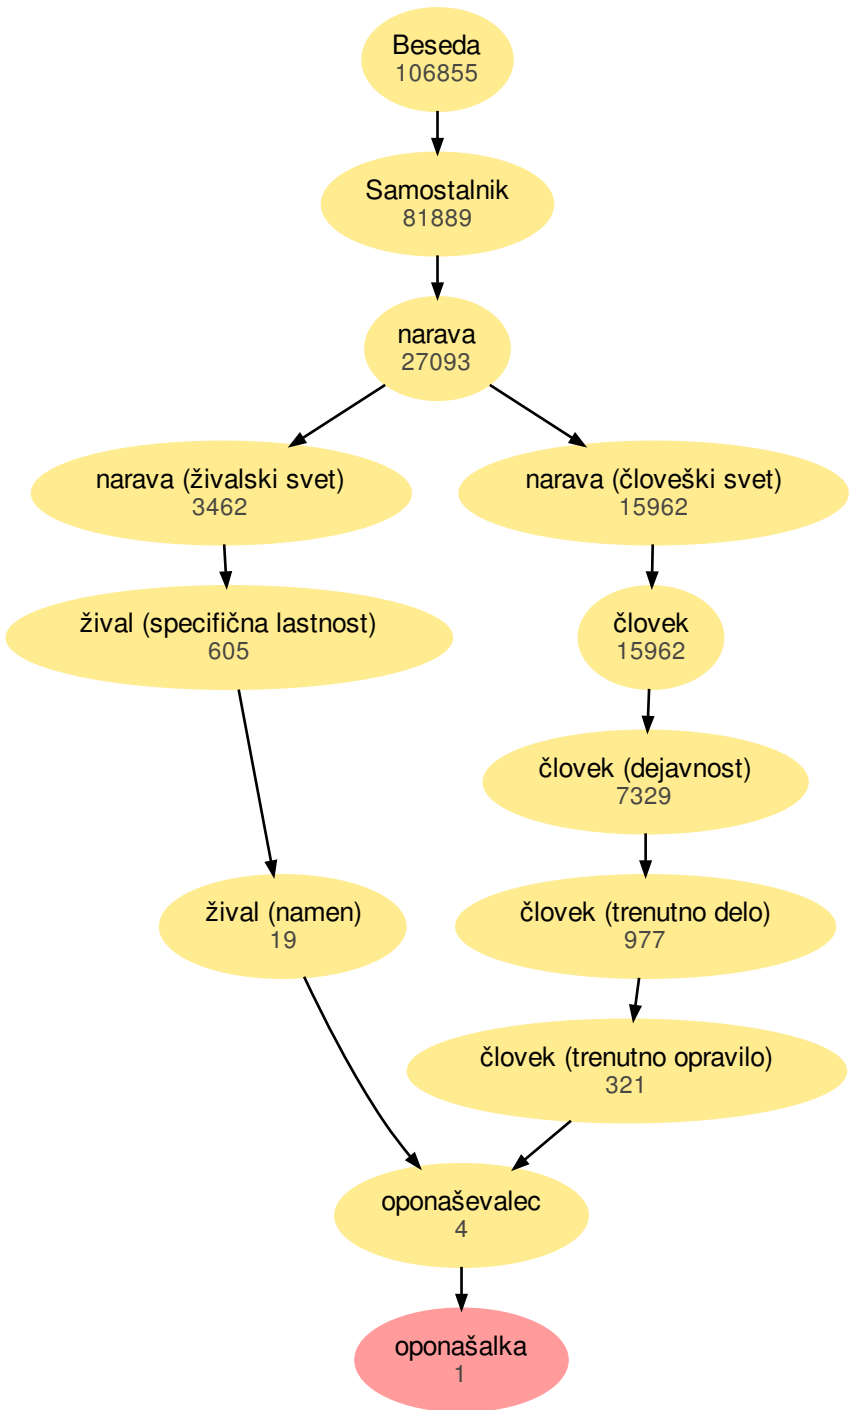 Beseda
106855
Samostalnik
81889
narava
27093
narava (živalski svet)
3462
narava (človeški svet)
15962
žival (specifična lastnost)
605
človek
15962
človek (dejavnost)
7329
žival (namen)
19
človek (trenutno delo)
977
človek (trenutno opravilo)
321
oponaševalec
4
oponašalka
1